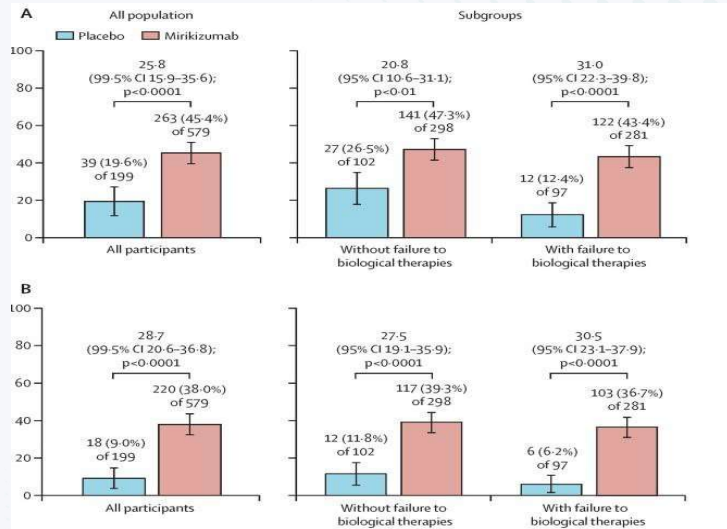 A
All population
Subgroups
Placebo
Mirikizumab
100
80
60
40
20
0
25·8
(99·5% CI 15·9–35·6);
p<0·0001
39 (19·6%)
of 199
263 (45·4%)
of 579
All participants
20·8
(95% CI 10·6–31·1);
p<0·01
27 (26·5%)
of 102
141 (47·3%)
of 298
Without failure to
biological therapies
31·0
(95% CI 22·3–39·8);
p<0·0001
12 (12·4%)
of 97
122 (43·4%)
of 281
With failure to
biological therapies
B
100
80
60
40
20
0
28·7
(99·5% CI 20·6–36·8);
p<0·0001
18 (9·0%)
of 199
220 (38·0%)
of 579
All participants
27·5
(95% CI 19·1–35·9);
p<0·0001
12 (11·8%)
of 102
117 (39·3%)
of 298
Without failure to
biological therapies
30·5
(95% CI 23·1–37·9);
p<0·0001
6 (6·2%)
of 97
103 (36·7%)
of 281
With failure to
biological therapies